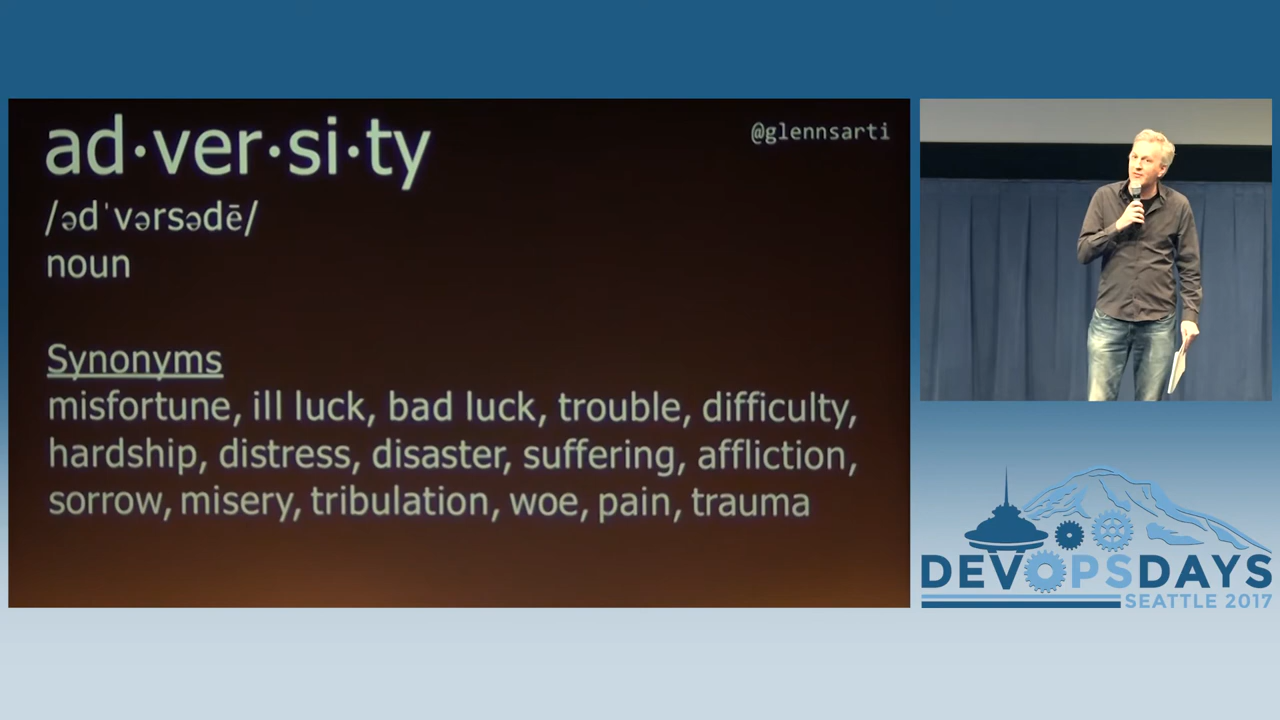 ad·ver·si·ty
@glennsarti
/ədˈvərsədē/
noun
Synonyms
misfortune, ill luck, bad luck, trouble, difficulty,
hardship, distress, disaster, suffering, affliction,
sorrow, misery, tribulation, woe, pain, trauma
DEVOPSDAYS
SEATTLE 2017